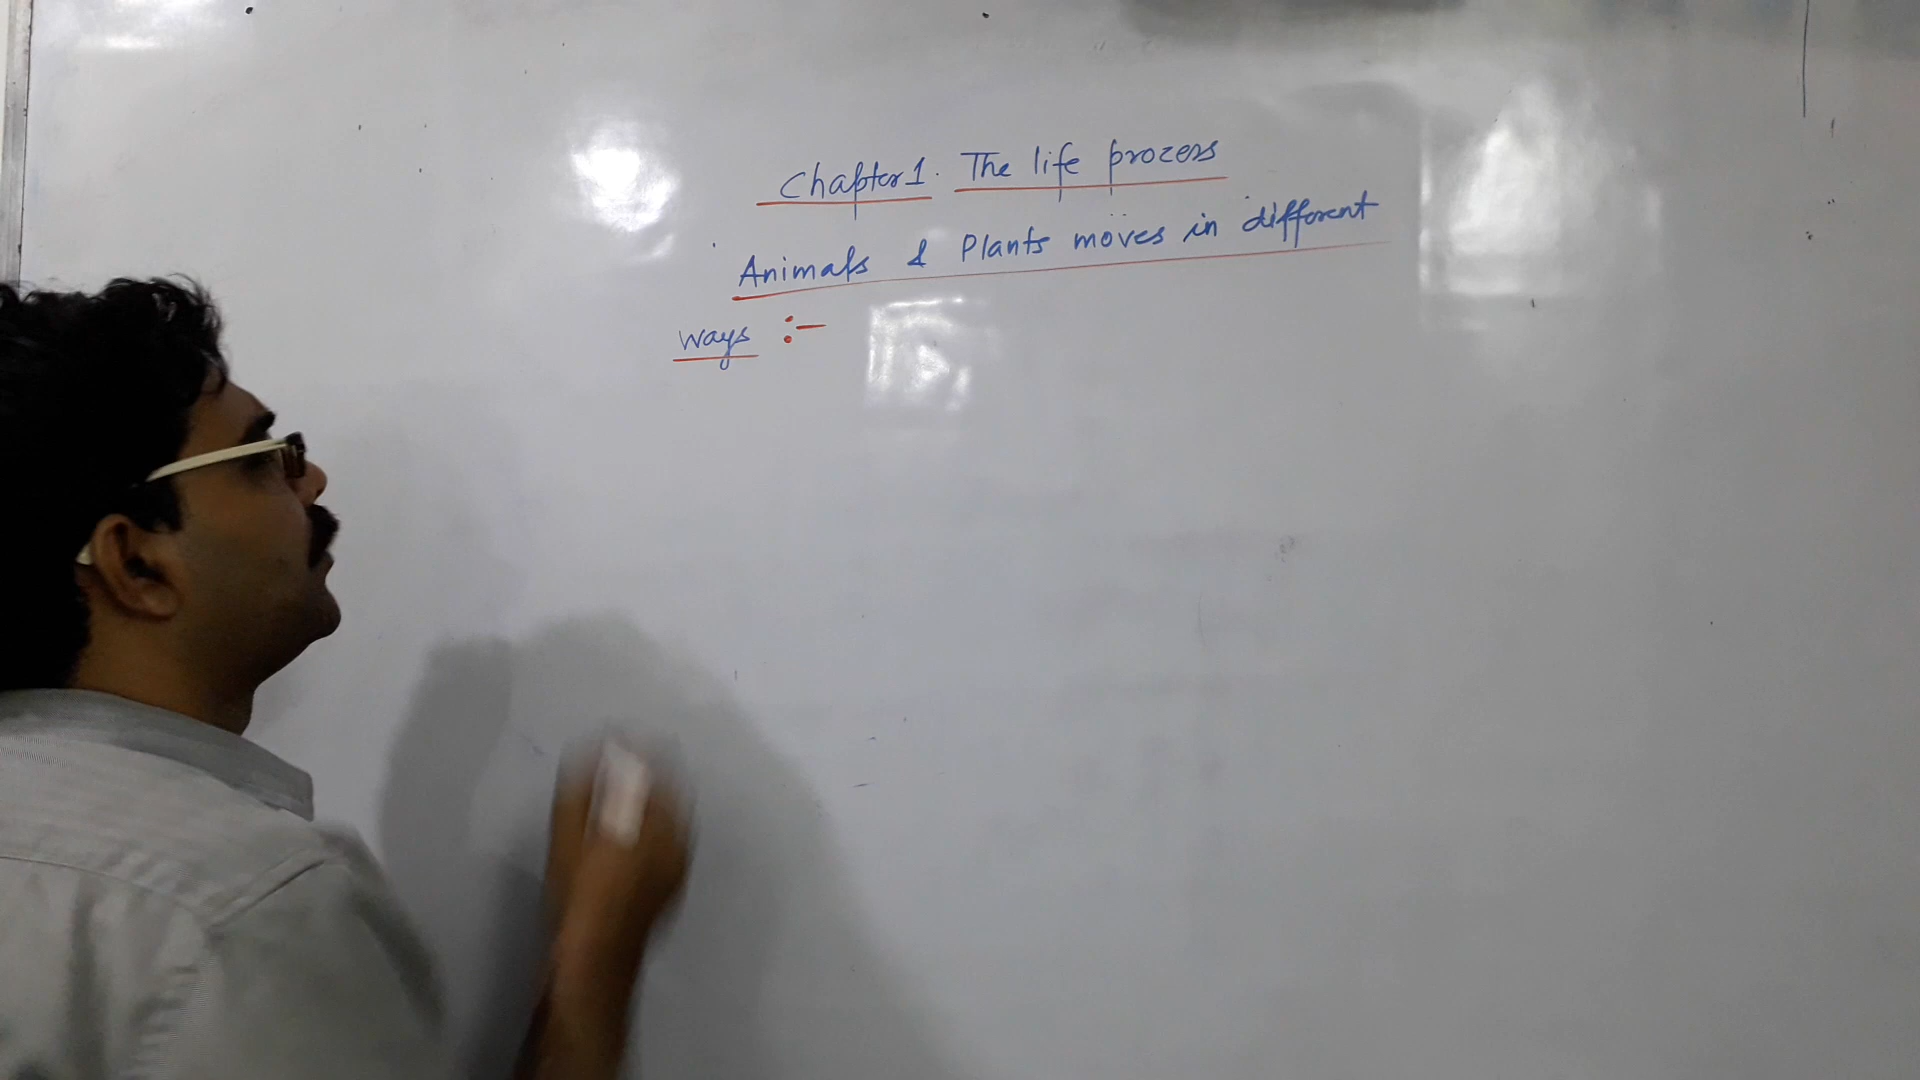 Chapter 1. The life process
Animals & Plants moves in different
ways :-